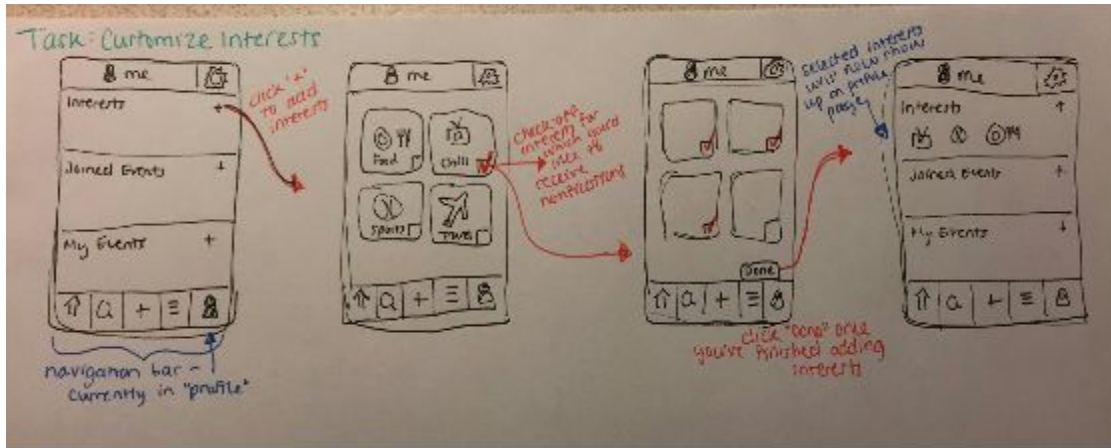 Task: Customize Interests
me
Interests +
Joined Events +
My Events +
navigation bar -
currently in "profile"
click "+"
to add
interests
me
Food
Chill
Sports
Travel
check off
interests for
which you'd
like to
receive
me
Done
click "Done" once
you've finished adding
interests
selected interests
will now show
up on profile
page
me
Interests +
Joined Events +
My Events +